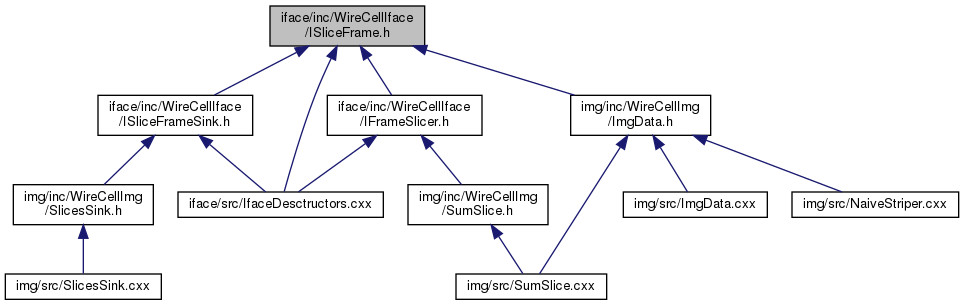 iface/inc/WireCellIface
/ISliceFrame.h
iface/inc/WireCellIface
/ISliceFrameSink.h
iface/inc/WireCellIface
/IFrameSlicer.h
img/inc/WireCellImg
/ImgData.h
img/inc/WireCellImg
/SlicesSink.h
iface/src/IfaceDesctructors.cxx
img/inc/WireCellImg
/SumSlice.h
img/src/ImgData.cxx
img/src/NaiveStriper.cxx
img/src/SlicesSink.cxx
img/src/SumSlice.cxx